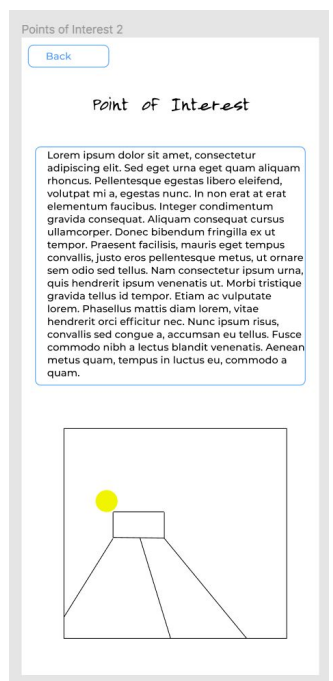 Points of Interest 2
Back
Point of Interest
Lorem ipsum dolor sit amet, consectetur
adipiscing elit. Sed eget urna eget quam aliquam
rhoncus. Pellentesque egestas libero eleifend,
volutpat mi a, egestas nunc. In non erat at erat
elementum faucibus. Integer condimentum
gravida consequat. Aliquam consequat cursus
ullamcorper. Donec bibendum fringilla ex ut
tempor. Praesent facilisis, mauris eget tempus
convallis, justo eros pellentesque metus, ut ornare
sem odio sed tellus. Nam consectetur ipsum urna,
quis hendrerit ipsum venenatis ut. Morbi tristique
gravida tellus id tempor. Etiam ac vulputate
lorem. Phasellus mattis diam lorem, vitae
hendrerit orci efficitur nec. Nunc ipsum risus,
convallis sed congue a, accumsan eu tellus. Fusce
commodo nibh a lectus blandit venenatis. Aenean
metus quam, tempus in luctus eu, commodo a
quam.